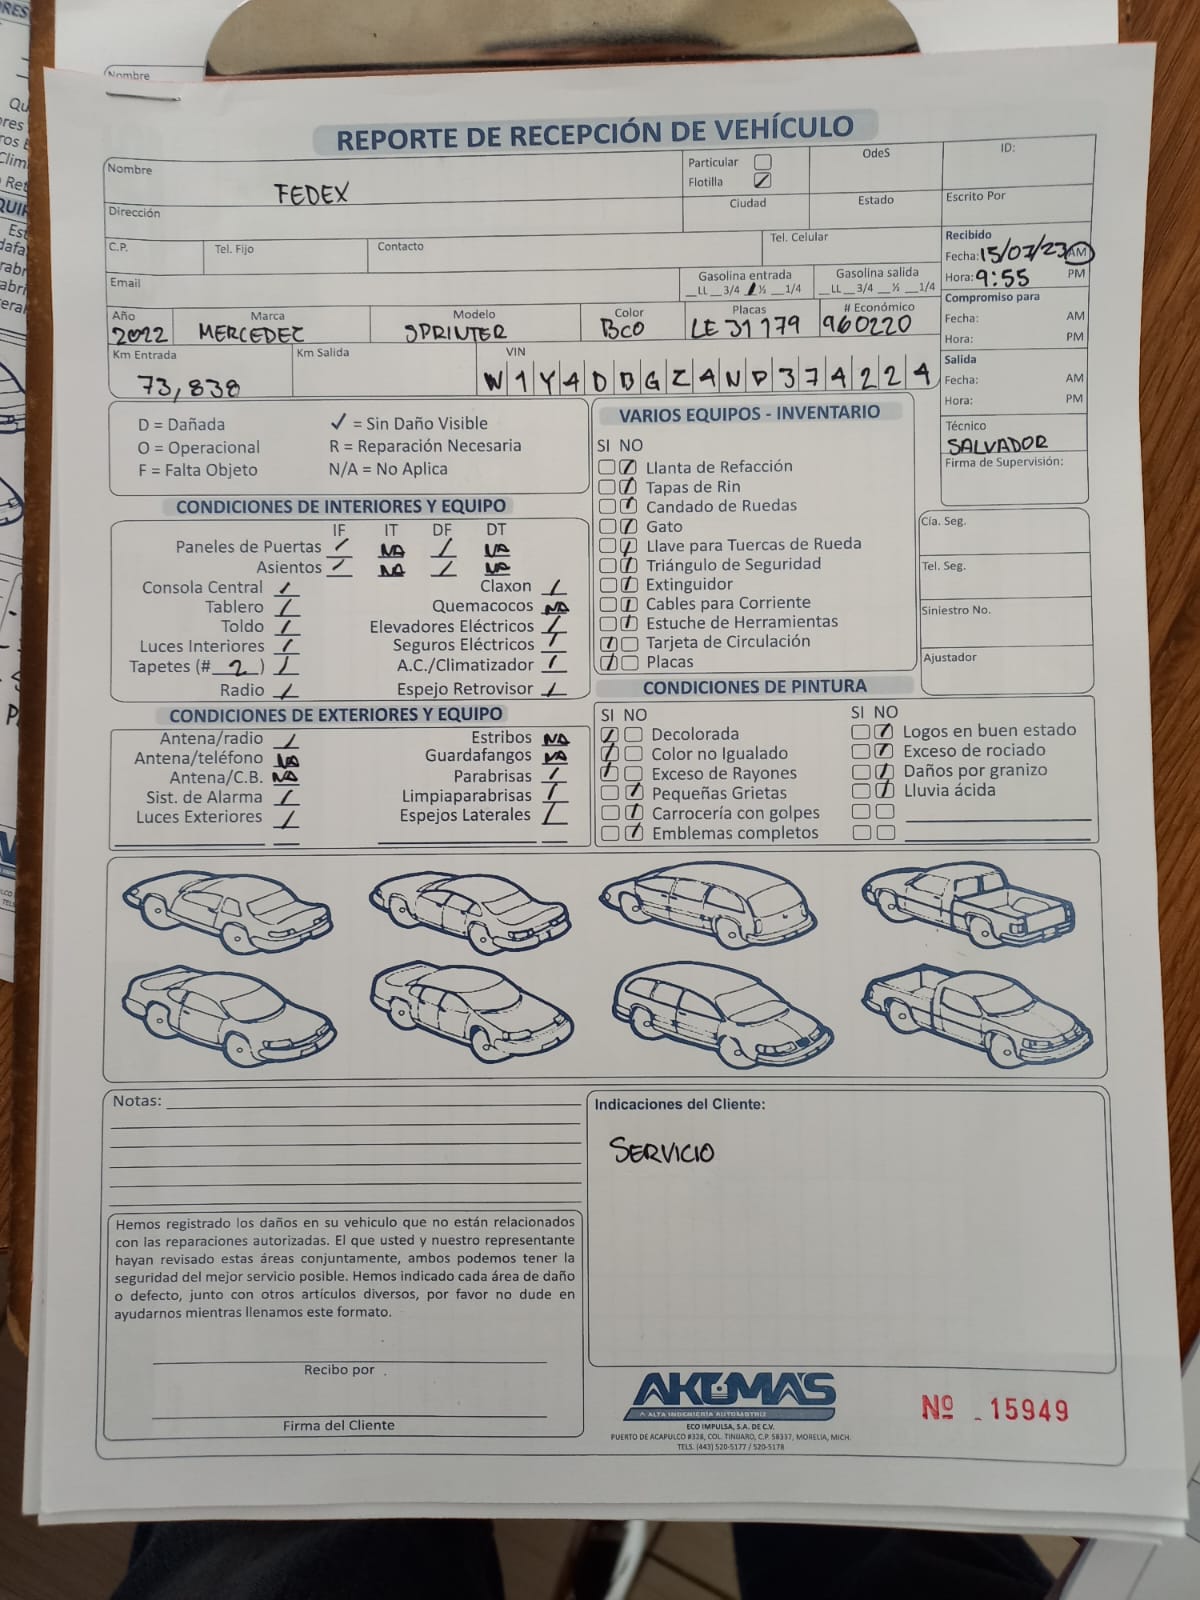 Nombre
REPORTE DE RECEPCIÓN DE VEHÍCULO
Nombre FEDEX
Particular
Flotilla ✓
OdeS
ID:
Dirección
Ciudad
Estado
Escrito Por
C.P.
Tel. Fijo
Contacto
Tel. Celular
Recibido
Fecha: 15/07/23 AM
Hora: 9:55 PM
Email
Gasolina entrada
__LL __3/4 ✓ ½ __1/4
Gasolina salida
__LL __3/4 __½ __1/4
Compromiso para
Fecha: AM
Hora: PM
Año 2022
Marca MERCEDEZ
Modelo SPRINTER
Color BCO
Placas LE 31 179
# Económico 960220
Km Entrada 73,838
Km Salida
VIN W1YADBGZAND374224
Salida
Fecha: AM
Hora: PM
Técnico
SALVADOR
Firma de Supervisión:
D = Dañada ✓ = Sin Daño Visible
O = Operacional R = Reparación Necesaria
F = Falta Objeto N/A = No Aplica
CONDICIONES DE INTERIORES Y EQUIPO
IF IT DF DT
Paneles de Puertas ✓ NA ✓ NA
Asientos ✓ NA ✓ NA
Consola Central ✓ Claxon ✓
Tablero ✓ Quemacocos NA
Toldo ✓ Elevadores Eléctricos ✓
Luces Interiores ✓ Seguros Eléctricos ✓
Tapetes (# 2 ) ✓ A.C./Climatizador ✓
Radio ✓ Espejo Retrovisor ✓
CONDICIONES DE EXTERIORES Y EQUIPO
Antena/radio ✓ Estribos NA
Antena/teléfono NA Guardafangos NA
Antena/C.B. NA Parabrisas ✓
Sist. de Alarma ✓ Limpiaparabrisas ✓
Luces Exteriores ✓ Espejos Laterales ✓
VARIOS EQUIPOS - INVENTARIO
SI NO
Llanta de Refacción
Tapas de Rin
Candado de Ruedas
Gato
Llave para Tuercas de Rueda
Triángulo de Seguridad
Extinguidor
Cables para Corriente
Estuche de Herramientas
Tarjeta de Circulación
Placas
Cía. Seg.
Tel. Seg.
Siniestro No.
Ajustador
CONDICIONES DE PINTURA
SI NO SI NO
Decolorada Logos en buen estado
Color no Igualado Exceso de rociado
Exceso de Rayones Daños por granizo
Pequeñas Grietas Lluvia ácida
Carrocería con golpes
Emblemas completos
Notas:
Indicaciones del Cliente:
SERVICIO
Hemos registrado los daños en su vehiculo que no están relacionados
con las reparaciones autorizadas. El que usted y nuestro representante
hayan revisado estas áreas conjuntamente, ambos podemos tener la
seguridad del mejor servicio posible. Hemos indicado cada área de daño
o defecto, junto con otros artículos diversos, por favor no dude en
ayudarnos mientras llenamos este formato.
Recibo por
Firma del Cliente
AKUMA'S
ALTA INGENIERÍA AUTOMOTRIZ
ECO IMPULSA, S.A. DE C.V.
PUERTO DE ACAPULCO #328, COL. TINIJARO, C.P. 58337, MORELIA, MICH.
TELS. (443) 520-5177 / 520-5178
Nº 15949